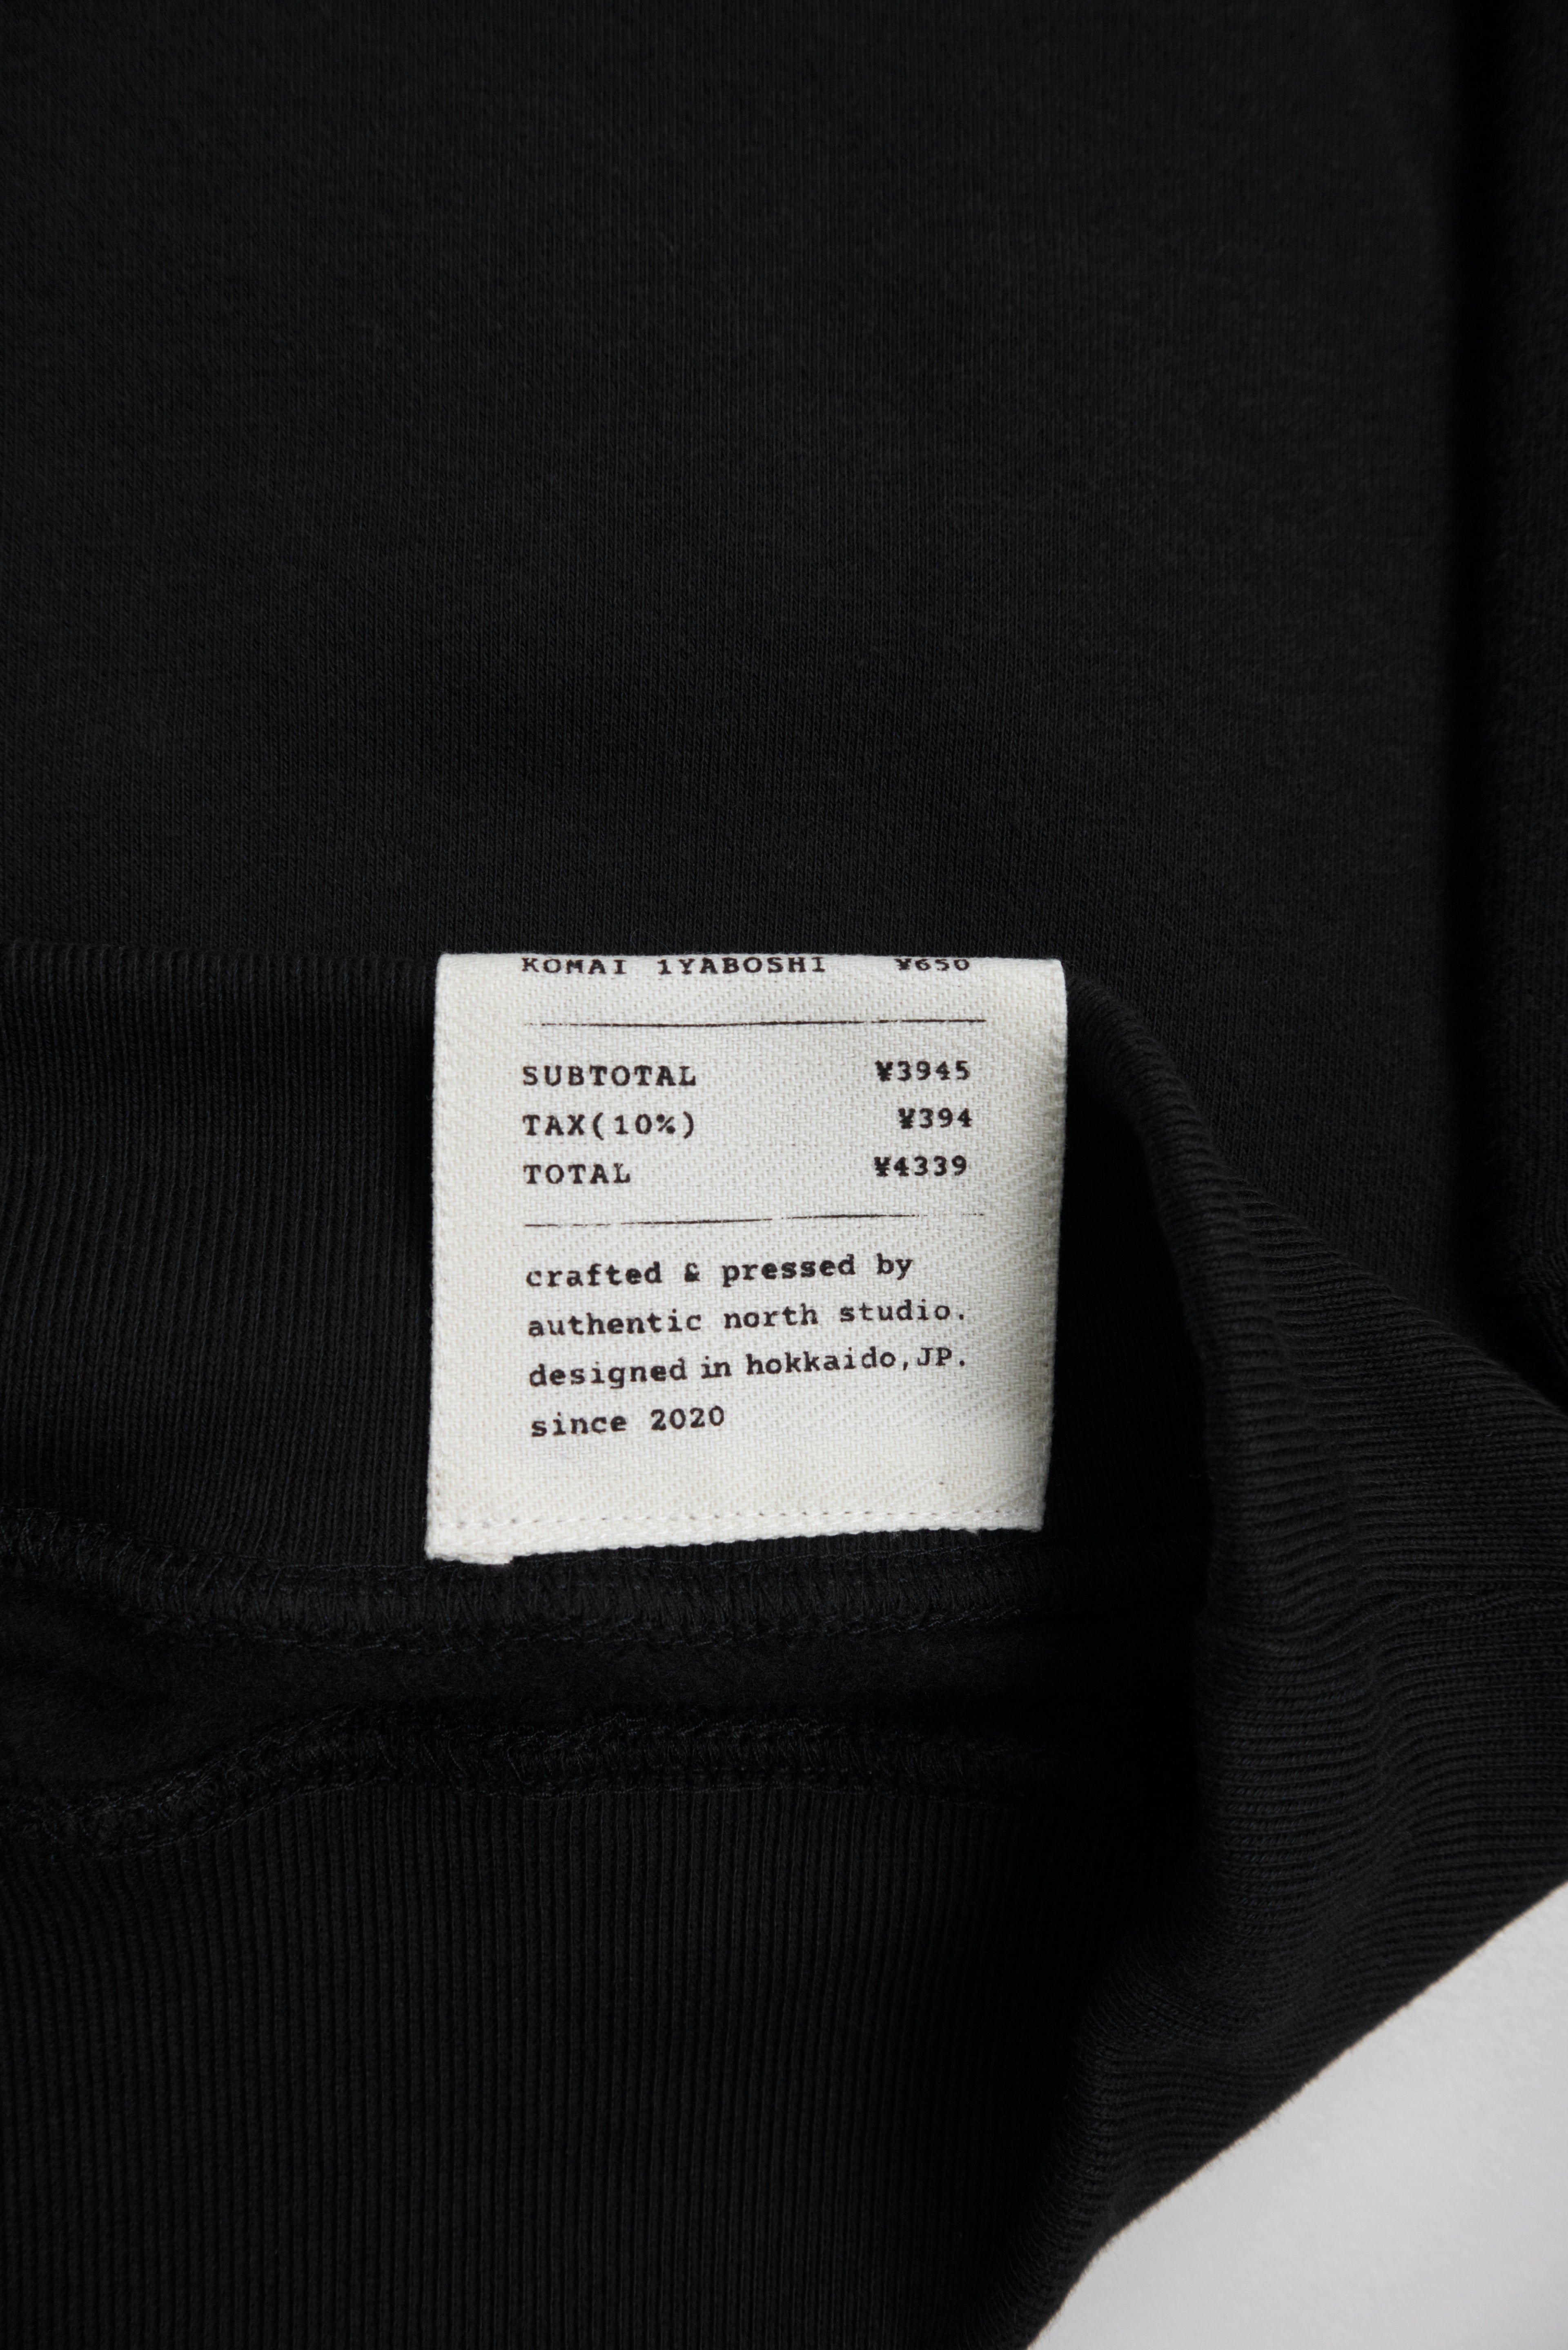 KOMAI 1YABOSHI ¥650
SUBTOTAL ¥3945
TAX(10%) ¥394
TOTAL ¥4339
crafted & pressed by
authentic north studio.
designed in hokkaido,JP.
since 2020